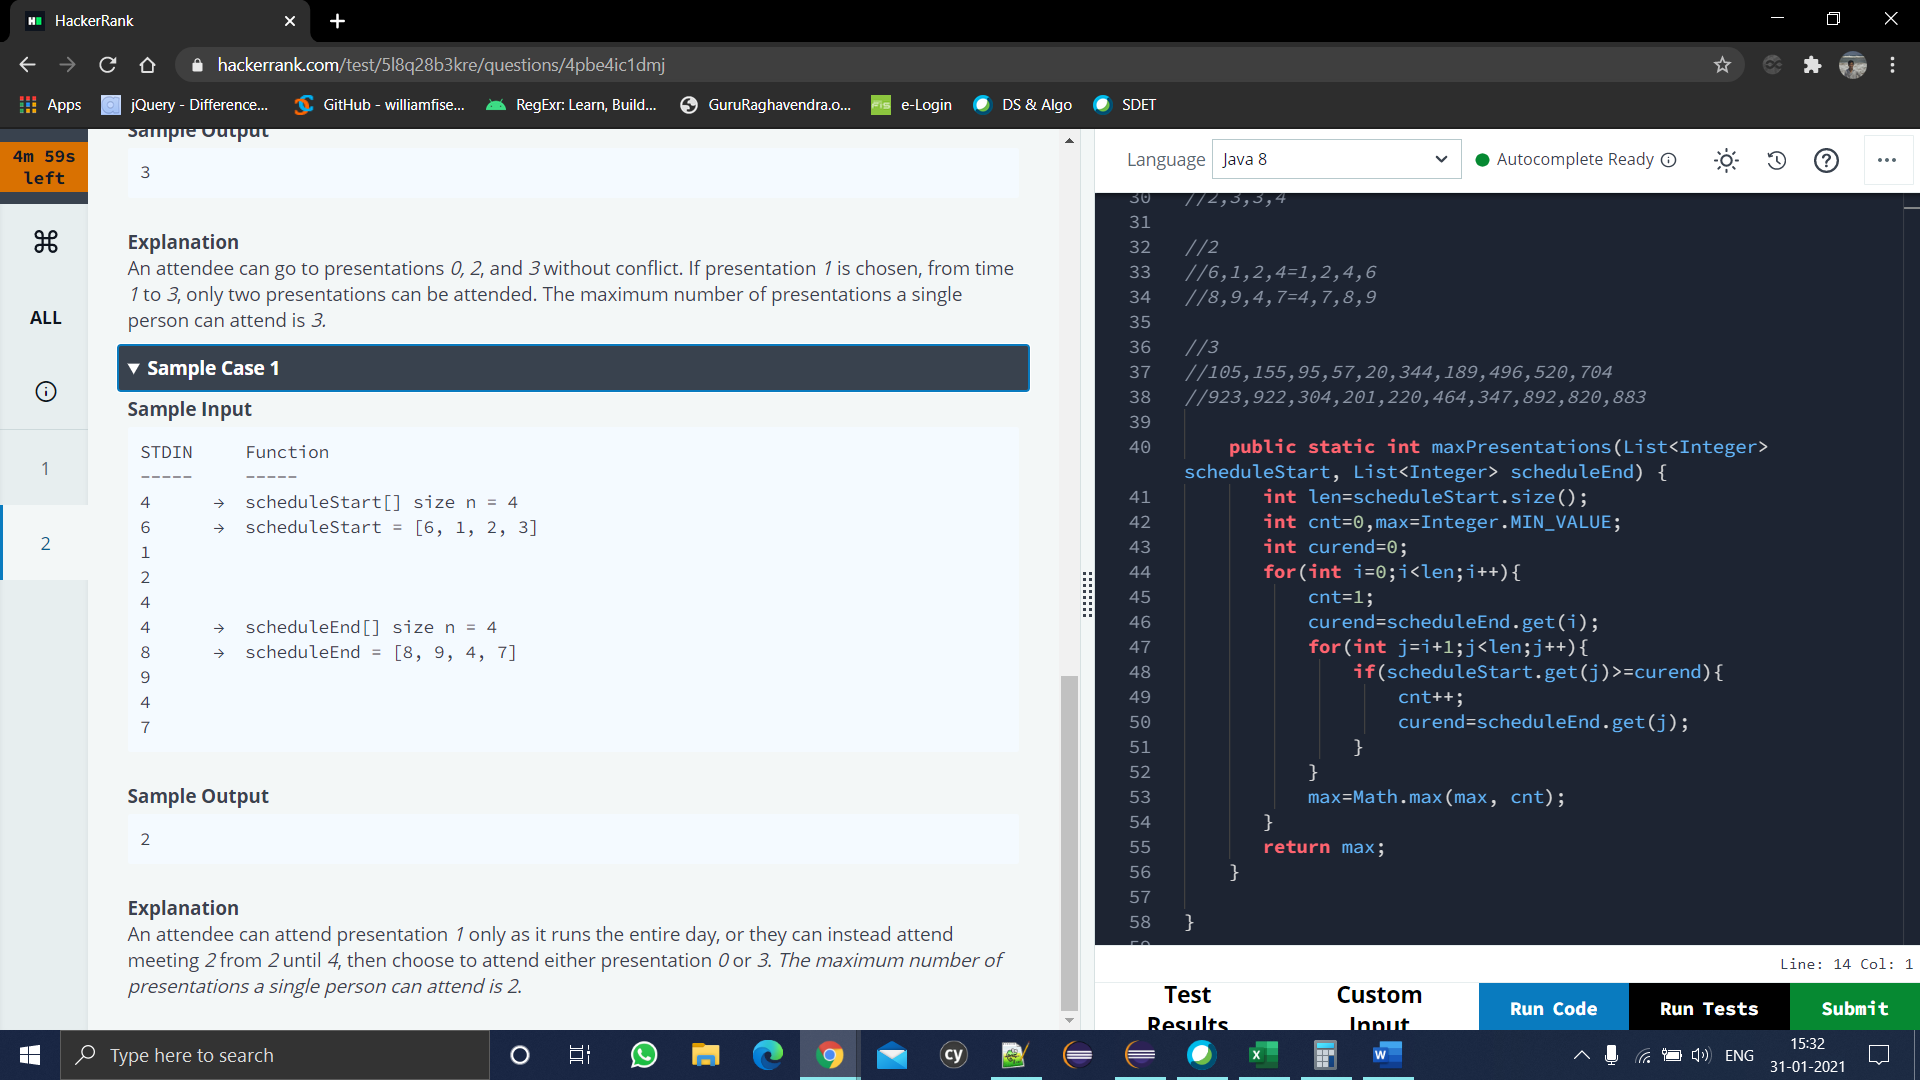 HackerRank
hackerrank.com/test/5l8q28b3kre/questions/4pbe4ic1dmj
Apps
jQuery - Difference...
GitHub - williamfise...
RegExr: Learn, Build...
GuruRaghavendra.o...
e-Login
DS & Algo
SDET
4m 59s
left
ALL
1
2
Sample Output
3
Explanation
An attendee can go to presentations 0, 2, and 3 without conflict. If presentation 1 is chosen, from time
1 to 3, only two presentations can be attended. The maximum number of presentations a single
person can attend is 3.
▼ Sample Case 1
Sample Input
STDIN Function
----- -----
4 → scheduleStart[] size n = 4
6 → scheduleStart = [6, 1, 2, 3]
1
2
4
4 → scheduleEnd[] size n = 4
8 → scheduleEnd = [8, 9, 4, 7]
9
4
7
Sample Output
2
Explanation
An attendee can attend presentation 1 only as it runs the entire day, or they can instead attend
meeting 2 from 2 until 4, then choose to attend either presentation 0 or 3. The maximum number of
presentations a single person can attend is 2.
Language
Java 8
Autocomplete Ready
30 //2,3,3,4
31
32 //2
33 //6,1,2,4=1,2,4,6
34 //8,9,4,7=4,7,8,9
35
36 //3
37 //105,155,95,57,20,344,189,496,520,704
38 //923,922,304,201,220,464,347,892,820,883
39
40 public static int maxPresentations(List<Integer>
scheduleStart, List<Integer> scheduleEnd) {
41 int len=scheduleStart.size();
42 int cnt=0,max=Integer.MIN_VALUE;
43 int curend=0;
44 for(int i=0;i<len;i++){
45 cnt=1;
46 curend=scheduleEnd.get(i);
47 for(int j=i+1;j<len;j++){
48 if(scheduleStart.get(j)>=curend){
49 cnt++;
50 curend=scheduleEnd.get(j);
51 }
52 }
53 max=Math.max(max, cnt);
54 }
55 return max;
56 }
57
58 }
59
Line: 14 Col: 1
Test
Results
Custom
Input
Run Code
Run Tests
Submit
Type here to search
ENG
15:32
31-01-2021